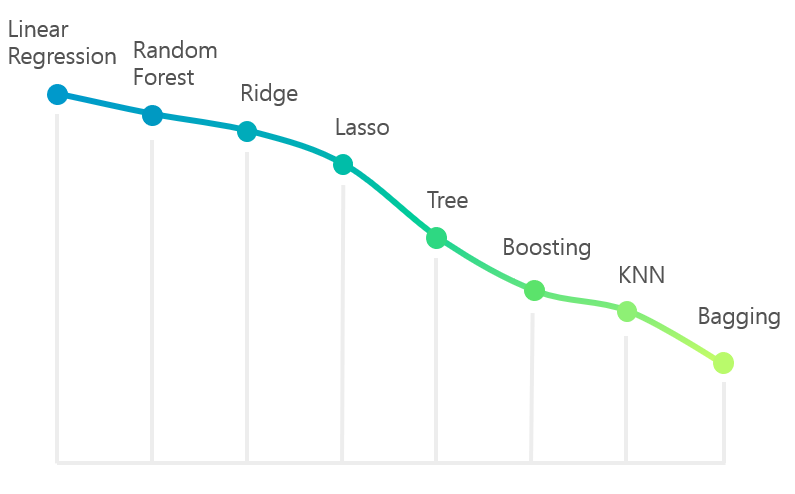 Linear
Regression
Random
Forest
Ridge
Lasso
Tree
Boosting
KNN
Bagging